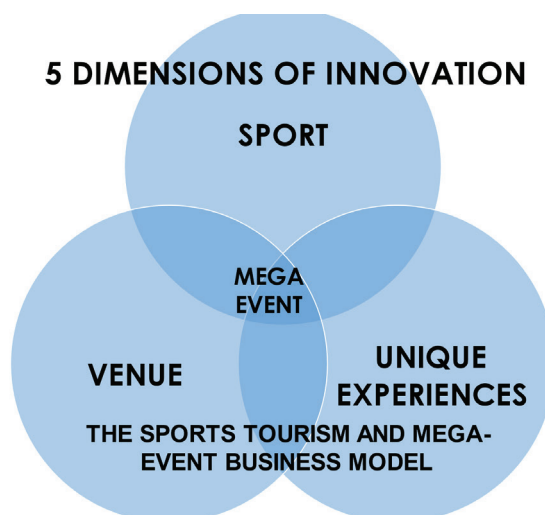 5 DIMENSIONS OF INNOVATION
SPORT
MEGA
EVENT
VENUE
UNIQUE
EXPERIENCES
THE SPORTS TOURISM AND MEGA-
EVENT BUSINESS MODEL